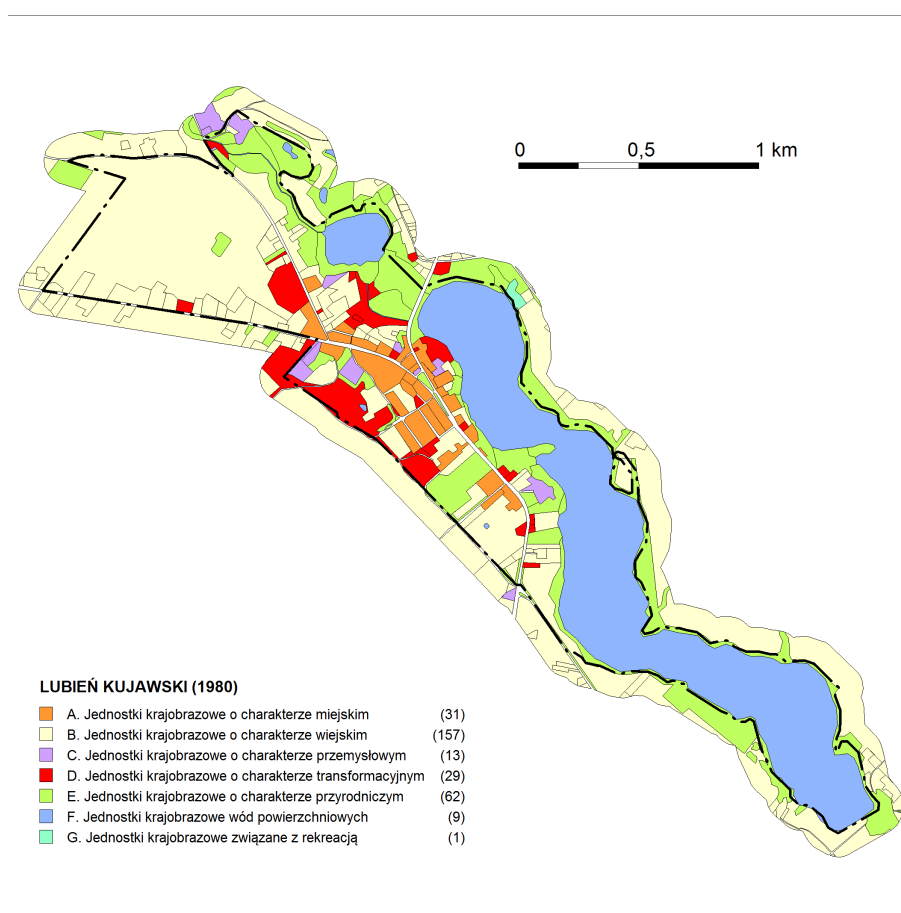 0 0,5 1 km
LUBIEŃ KUJAWSKI (1980)
A. Jednostki krajobrazowe o charakterze miejskim (31)
B. Jednostki krajobrazowe o charakterze wiejskim (157)
C. Jednostki krajobrazowe o charakterze przemysłowym (13)
D. Jednostki krajobrazowe o charakterze transformacyjnym (29)
E. Jednostki krajobrazowe o charakterze przyrodniczym (62)
F. Jednostki krajobrazowe wód powierzchniowych (9)
G. Jednostki krajobrazowe związane z rekreacją (1)